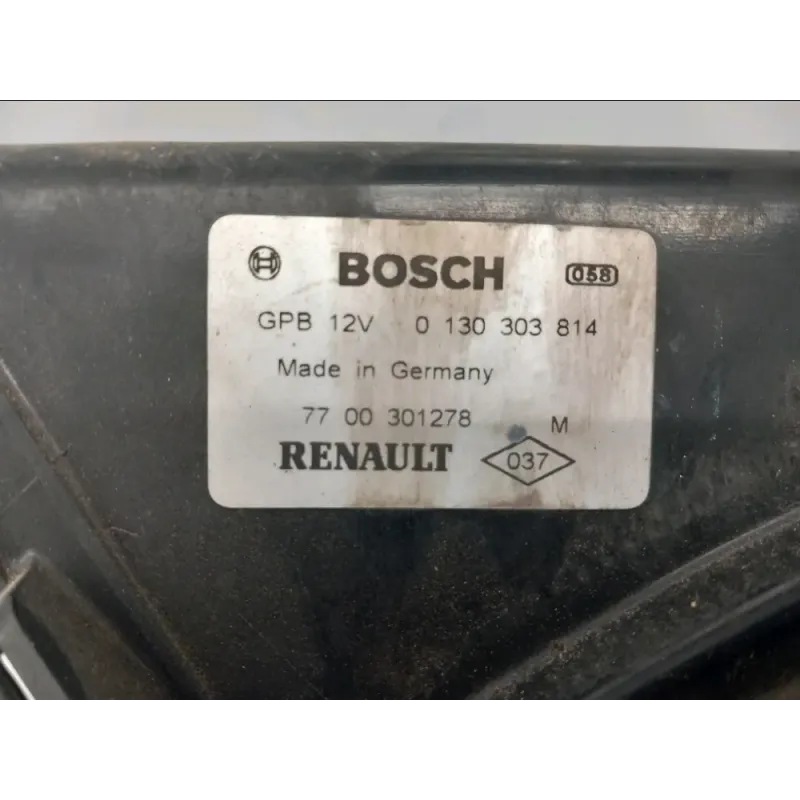 BOSCH 058
GPB 12V 0 130 303 814
Made in Germany
77 00 301278 M
RENAULT 037